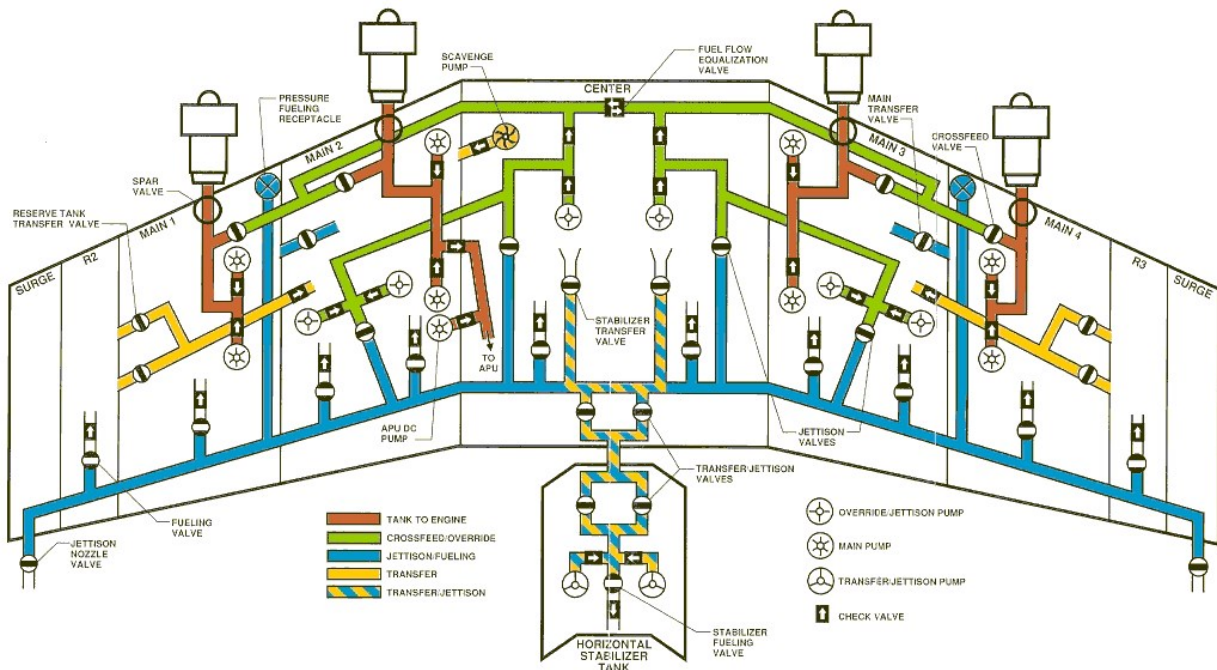 SCAVENGE
PUMP
FUEL FLOW
EQUALIZATION
VALVE
CENTER
PRESSURE
FUELING
RECEPTACLE
MAIN
TRANSFER
VALVE
CROSSFEED
VALVE
MAIN 2
MAIN 3
SPAR
VALVE
RESERVE TANK
TRANSFER VALVE
MAIN 1
MAIN 4
SURGE
R2
R3
SURGE
STABILIZER
TRANSFER
VALVE
TO
APU
APU DC
PUMP
JETTISON
VALVES
TRANSFER/JETTISON
VALVES
FUELING
VALVE
JETTISON
NOZZLE
VALVE
TANK TO ENGINE
CROSSFEED/OVERRIDE
JETTISON/FUELING
TRANSFER
TRANSFER/JETTISON
OVERRIDE/JETTISON PUMP
MAIN PUMP
TRANSFER/JETTISON PUMP
CHECK VALVE
STABILIZER
FUELING
VALVE
HORIZONTAL
STABILIZER
TANK